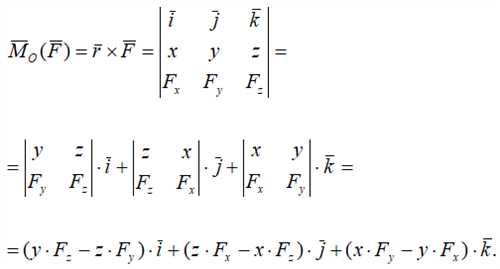 M̄_O(F̄) = r̄ × F̄ = | ī j̄ k̄ | =
| x y z |
| F_x F_y F_z |
= | y z | · ī + | z x | · j̄ + | x y | · k̄ =
| F_y F_z | | F_z F_x | | F_x F_y |
= (y · F_z − z · F_y) · ī + (z · F_x − x · F_z) · j̄ + (x · F_y − y · F_x) · k̄.